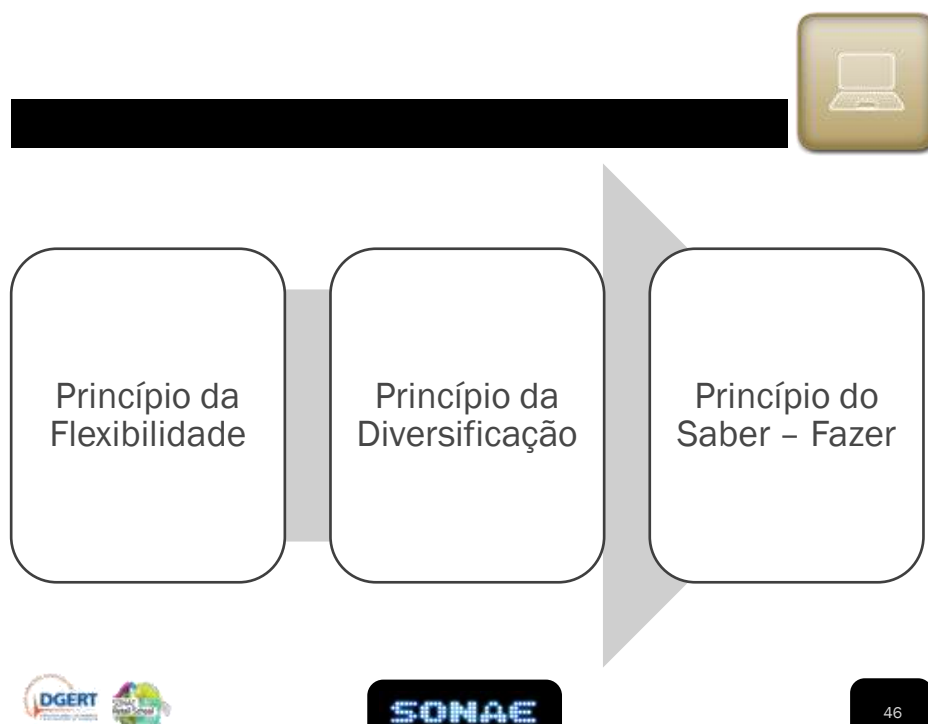 Princípio da
Flexibilidade
Princípio da
Diversificação
Princípio do
Saber – Fazer
DGERT
SONAE
46